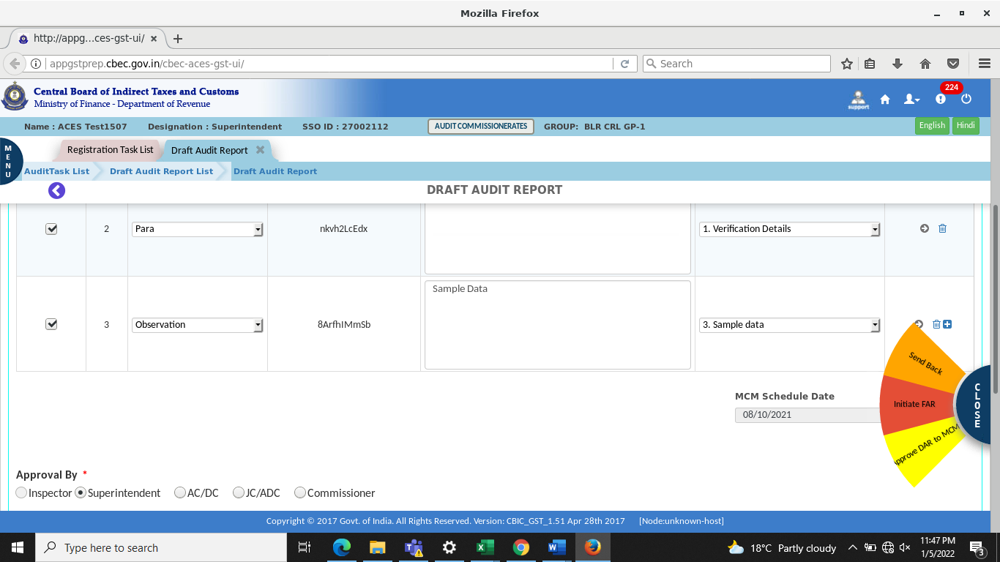 Mozilla Firefox
http://appg...ces-gst-ui/
appgstprep.cbec.gov.in/cbec-aces-gst-ui/
Search
Central Board of Indirect Taxes and Customs
Ministry of Finance - Department of Revenue
support
224
Name : ACES Test1507 Designation : Superintendent SSO ID : 27002112 AUDIT COMMISSIONERATES GROUP: BLR CRL GP-1 English Hindi
MENU
Registration Task List Draft Audit Report
AuditTask List Draft Audit Report List Draft Audit Report
DRAFT AUDIT REPORT
2 Para nkvh2LcEdx 1. Verification Details
Sample Data
3 Observation 8ArfhIMmSb 3. Sample data
Send Back
Initiate FAR
pprove DAR to MCM
CLOSE
MCM Schedule Date
08/10/2021
Approval By *
Inspector Superintendent AC/DC JC/ADC Commissioner
Copyright © 2017 Govt. of India. All Rights Reserved. Version: CBIC_GST_1.51 Apr 28th 2017 [Node:unknown-host]
Type here to search
18°C Partly cloudy
11:47 PM
1/5/2022
3